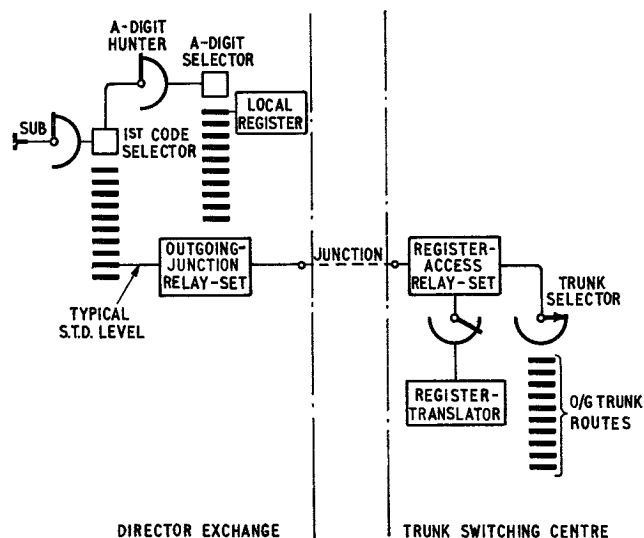 A-DIGIT
HUNTER
A-DIGIT
SELECTOR
SUB
1ST CODE
SELECTOR
LOCAL
REGISTER
OUTGOING-
JUNCTION
RELAY-SET
TYPICAL
S.T.D. LEVEL
JUNCTION
REGISTER-
ACCESS
RELAY-SET
TRUNK
SELECTOR
REGISTER-
TRANSLATOR
O/G TRUNK
ROUTES
DIRECTOR EXCHANGE
TRUNK SWITCHING CENTRE